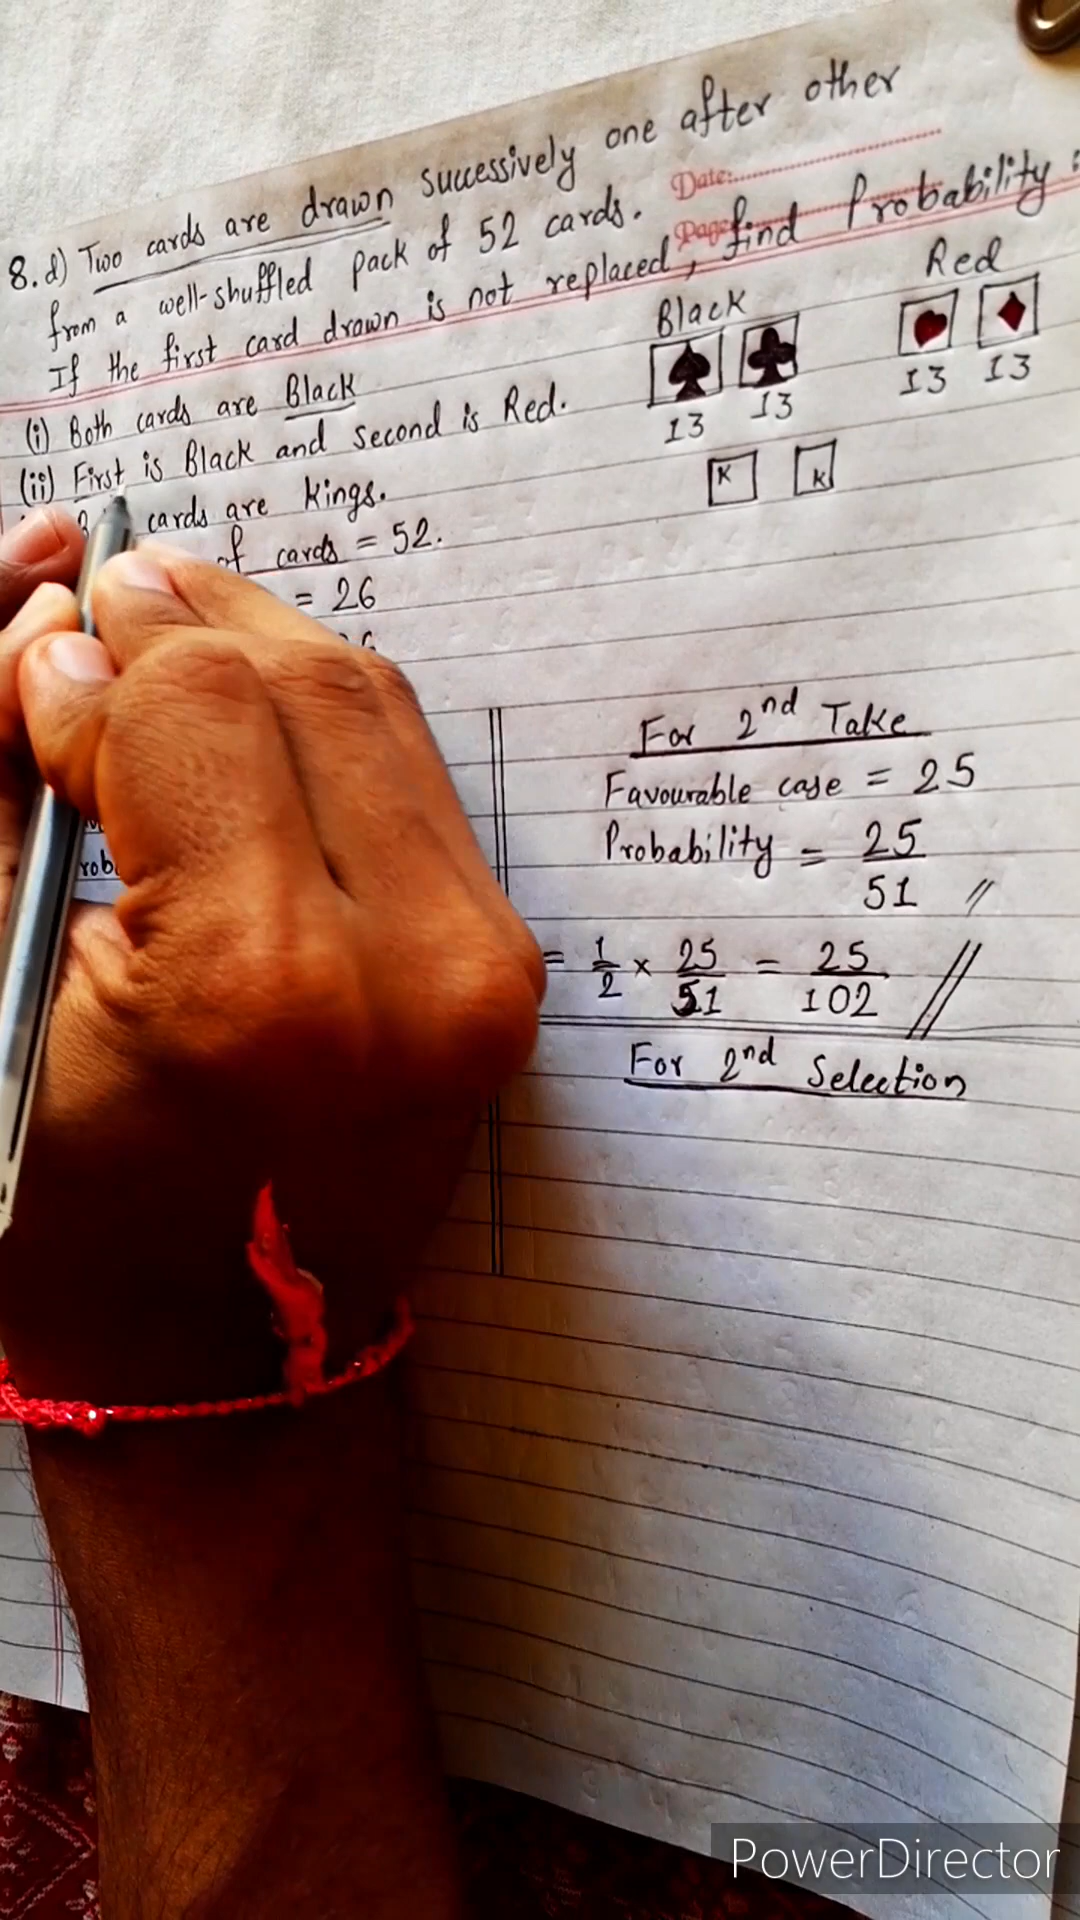 8. d) Two cards are drawn successively one after other
from a well-shuffled pack of 52 cards.
If the first card drawn is not replaced, find Probability:
Date:
Page
(i) Both cards are Black
(ii) First is Black and second is Red.
cards are kings.
of cards = 52.
= 26
Black
Red
13 13
13 13
K K
For 2nd Take
Favourable case = 25
Probability = 25/51 //
= 1/2 × 25/51 = 25/102 //
For 2nd Selection
PowerDirector